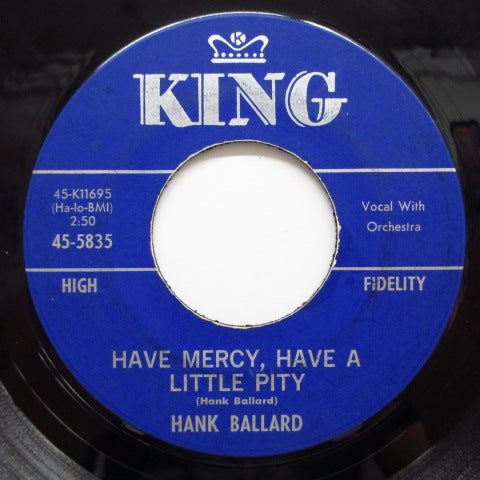 K
KING
45-K11695
(Ha-lo-BMI)
2:50
45-5835
Vocal With
Orchestra
HIGH FIDELITY
HAVE MERCY, HAVE A
LITTLE PITY
(Hank Ballard)
HANK BALLARD